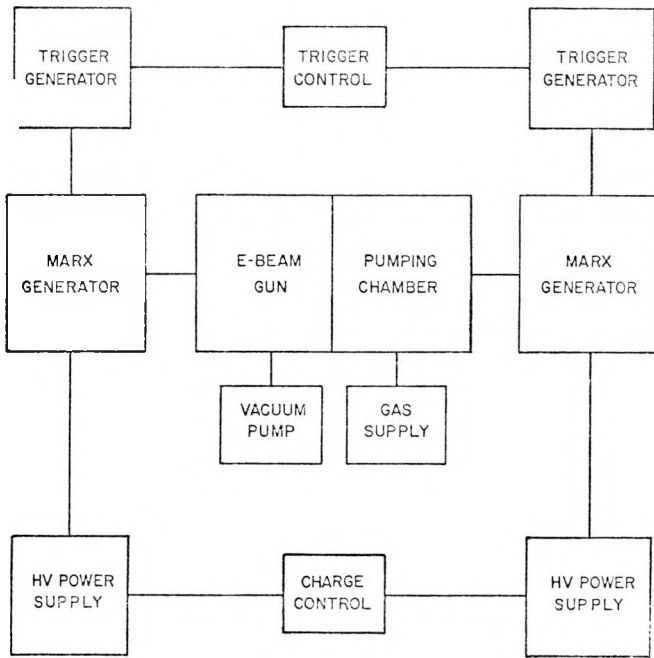 TRIGGER
GENERATOR
TRIGGER
CONTROL
TRIGGER
GENERATOR
MARX
GENERATOR
E-BEAM
GUN
PUMPING
CHAMBER
MARX
GENERATOR
VACUUM
PUMP
GAS
SUPPLY
HV POWER
SUPPLY
CHARGE
CONTROL
HV POWER
SUPPLY